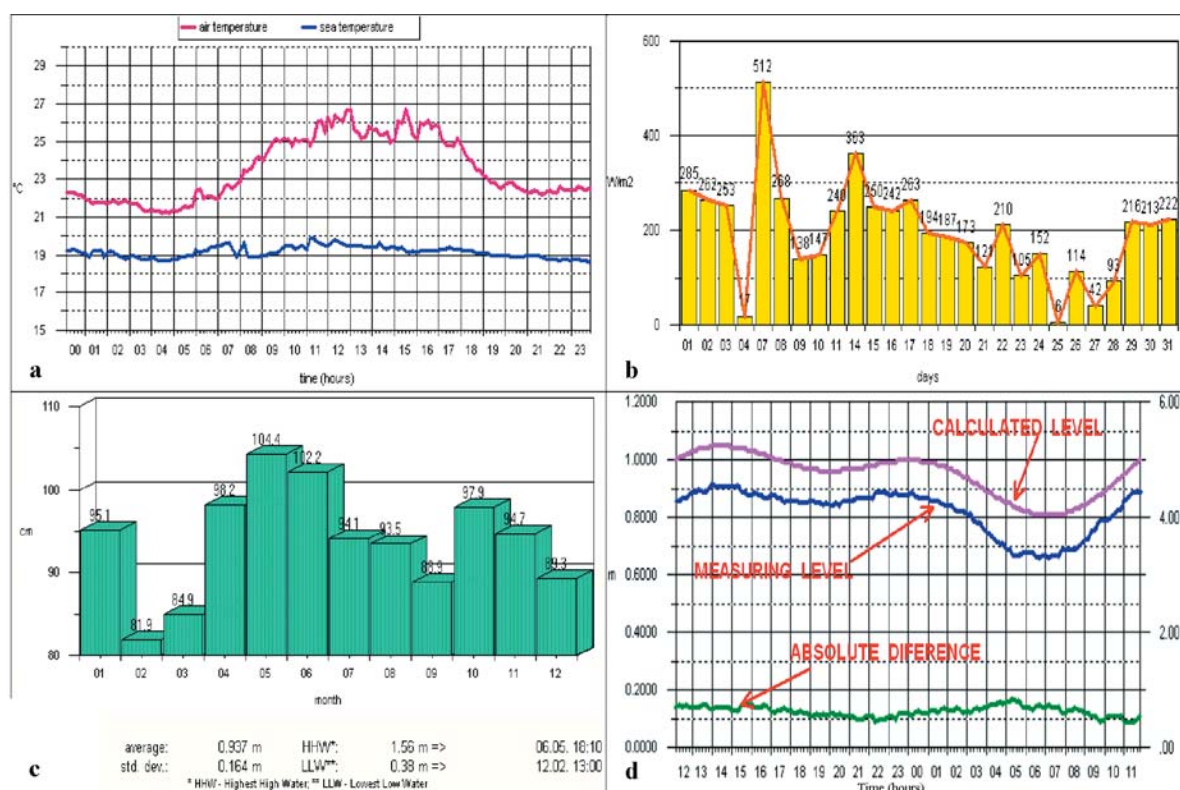 air temperature sea temperature
29
27
25
23
21
19
17
15
°C
00 01 02 03 04 05 06 07 09 10 11 12 13 14 15 16 17 18 19 20 21 22 23
time (hours)
a
600
400
200
0
W/m2
285 262 253 17 512 268 138 147 240 363 250 242 263 194 187 173 121 210 105 152 6 114 42 93 216 213 222
01 02 03 04 07 08 09 10 11 14 15 16 17 18 19 20 21 22 23 24 25 26 27 28 29 30 31
days
b
110
100
90
80
cm
95.1 81.9 84.9 98.2 104.4 102.2 94.1 93.5 88.9 97.9 94.7 89.3
01 02 03 04 05 06 07 08 09 10 11 12
month
average: 0.937 m HHW*: 1.56 m => 06.05. 18:10
std. dev.: 0.164 m LLW**: 0.38 m => 12.02. 13:00
* HHW - Highest High Water; ** LLW - Lowest Low Water
c
1.2000
1.0000
0.8000
0.6000
0.4000
0.2000
0.0000
m
6.00
4.00
2.00
.00
CALCULATED LEVEL
MEASURING LEVEL
ABSOLUTE DIFERENCE
12 13 14 15 16 17 18 19 20 21 22 23 00 01 02 03 04 05 06 07 08 09 10 11
Time (hours)
d